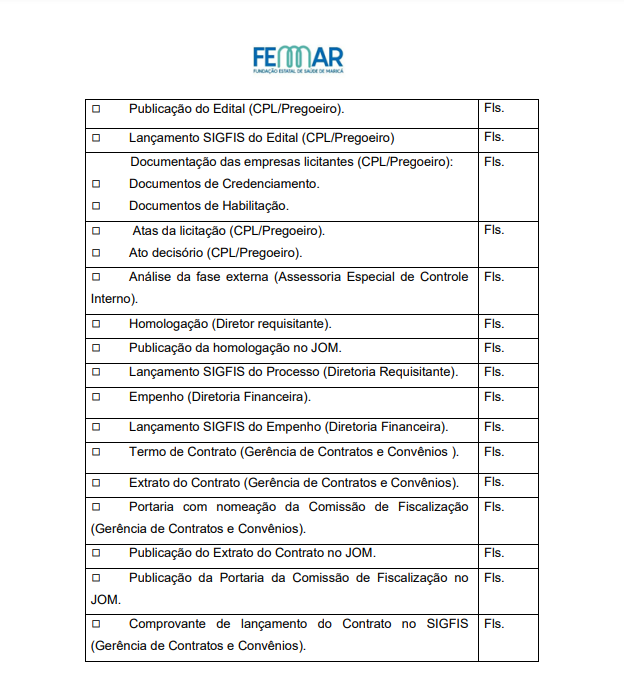 FEMAR
FUNDAÇÃO ESTATAL DE SAÚDE DE MARICÁ
☐ Publicação do Edital (CPL/Pregoeiro). Fls.
☐ Lançamento SIGFIS do Edital (CPL/Pregoeiro) Fls.
Documentação das empresas licitantes (CPL/Pregoeiro): Fls.
☐ Documentos de Credenciamento.
☐ Documentos de Habilitação.
☐ Atas da licitação (CPL/Pregoeiro). Fls.
☐ Ato decisório (CPL/Pregoeiro).
☐ Análise da fase externa (Assessoria Especial de Controle Fls.
Interno).
☐ Homologação (Diretor requisitante). Fls.
☐ Publicação da homologação no JOM. Fls.
☐ Lançamento SIGFIS do Processo (Diretoria Requisitante). Fls.
☐ Empenho (Diretoria Financeira). Fls.
☐ Lançamento SIGFIS do Empenho (Diretoria Financeira). Fls.
☐ Termo de Contrato (Gerência de Contratos e Convênios ). Fls.
☐ Extrato do Contrato (Gerência de Contratos e Convênios). Fls.
☐ Portaria com nomeação da Comissão de Fiscalização Fls.
(Gerência de Contratos e Convênios).
☐ Publicação do Extrato do Contrato no JOM. Fls.
☐ Publicação da Portaria da Comissão de Fiscalização no Fls.
JOM.
☐ Comprovante de lançamento do Contrato no SIGFIS Fls.
(Gerência de Contratos e Convênios).